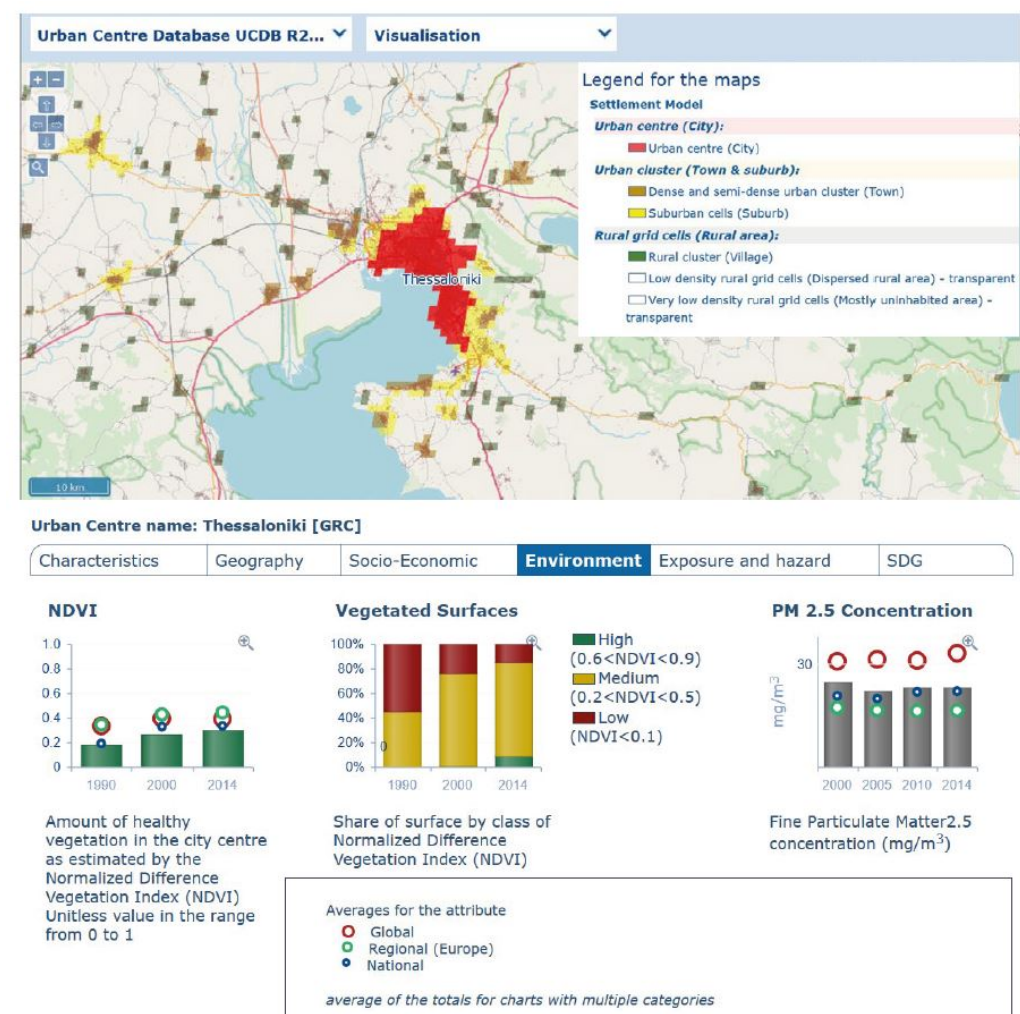 Urban Centre Database UCDB R2...
Visualisation
Legend for the maps
Settlement Model
Urban centre (City):
Urban centre (City)
Urban cluster (Town & suburb):
Dense and semi-dense urban cluster (Town)
Suburban cells (Suburb)
Rural grid cells (Rural area):
Rural cluster (Village)
Low density rural grid cells (Dispersed rural area) - transparent
Very low density rural grid cells (Mostly uninhabited area) -
transparent
Thessaloniki
10 km
Urban Centre name: Thessaloniki [GRC]
Characteristics
Geography
Socio-Economic
Environment
Exposure and hazard
SDG
NDVI
1.0
0.8
0.6
0.4
0.2
0
1990 2000 2014
Amount of healthy
vegetation in the city centre
as estimated by the
Normalized Difference
Vegetation Index (NDVI)
Unitless value in the range
from 0 to 1
Vegetated Surfaces
100%
80%
60%
40%
20%
0%
0
1990 2000 2014
High
(0.6<NDVI<0.9)
Medium
(0.2<NDVI<0.5)
Low
(NDVI<0.1)
Share of surface by class of
Normalized Difference
Vegetation Index (NDVI)
PM 2.5 Concentration
30
mg/m³
2000 2005 2010 2014
Fine Particulate Matter2.5
concentration (mg/m³)
Averages for the attribute
Global
Regional (Europe)
National
average of the totals for charts with multiple categories